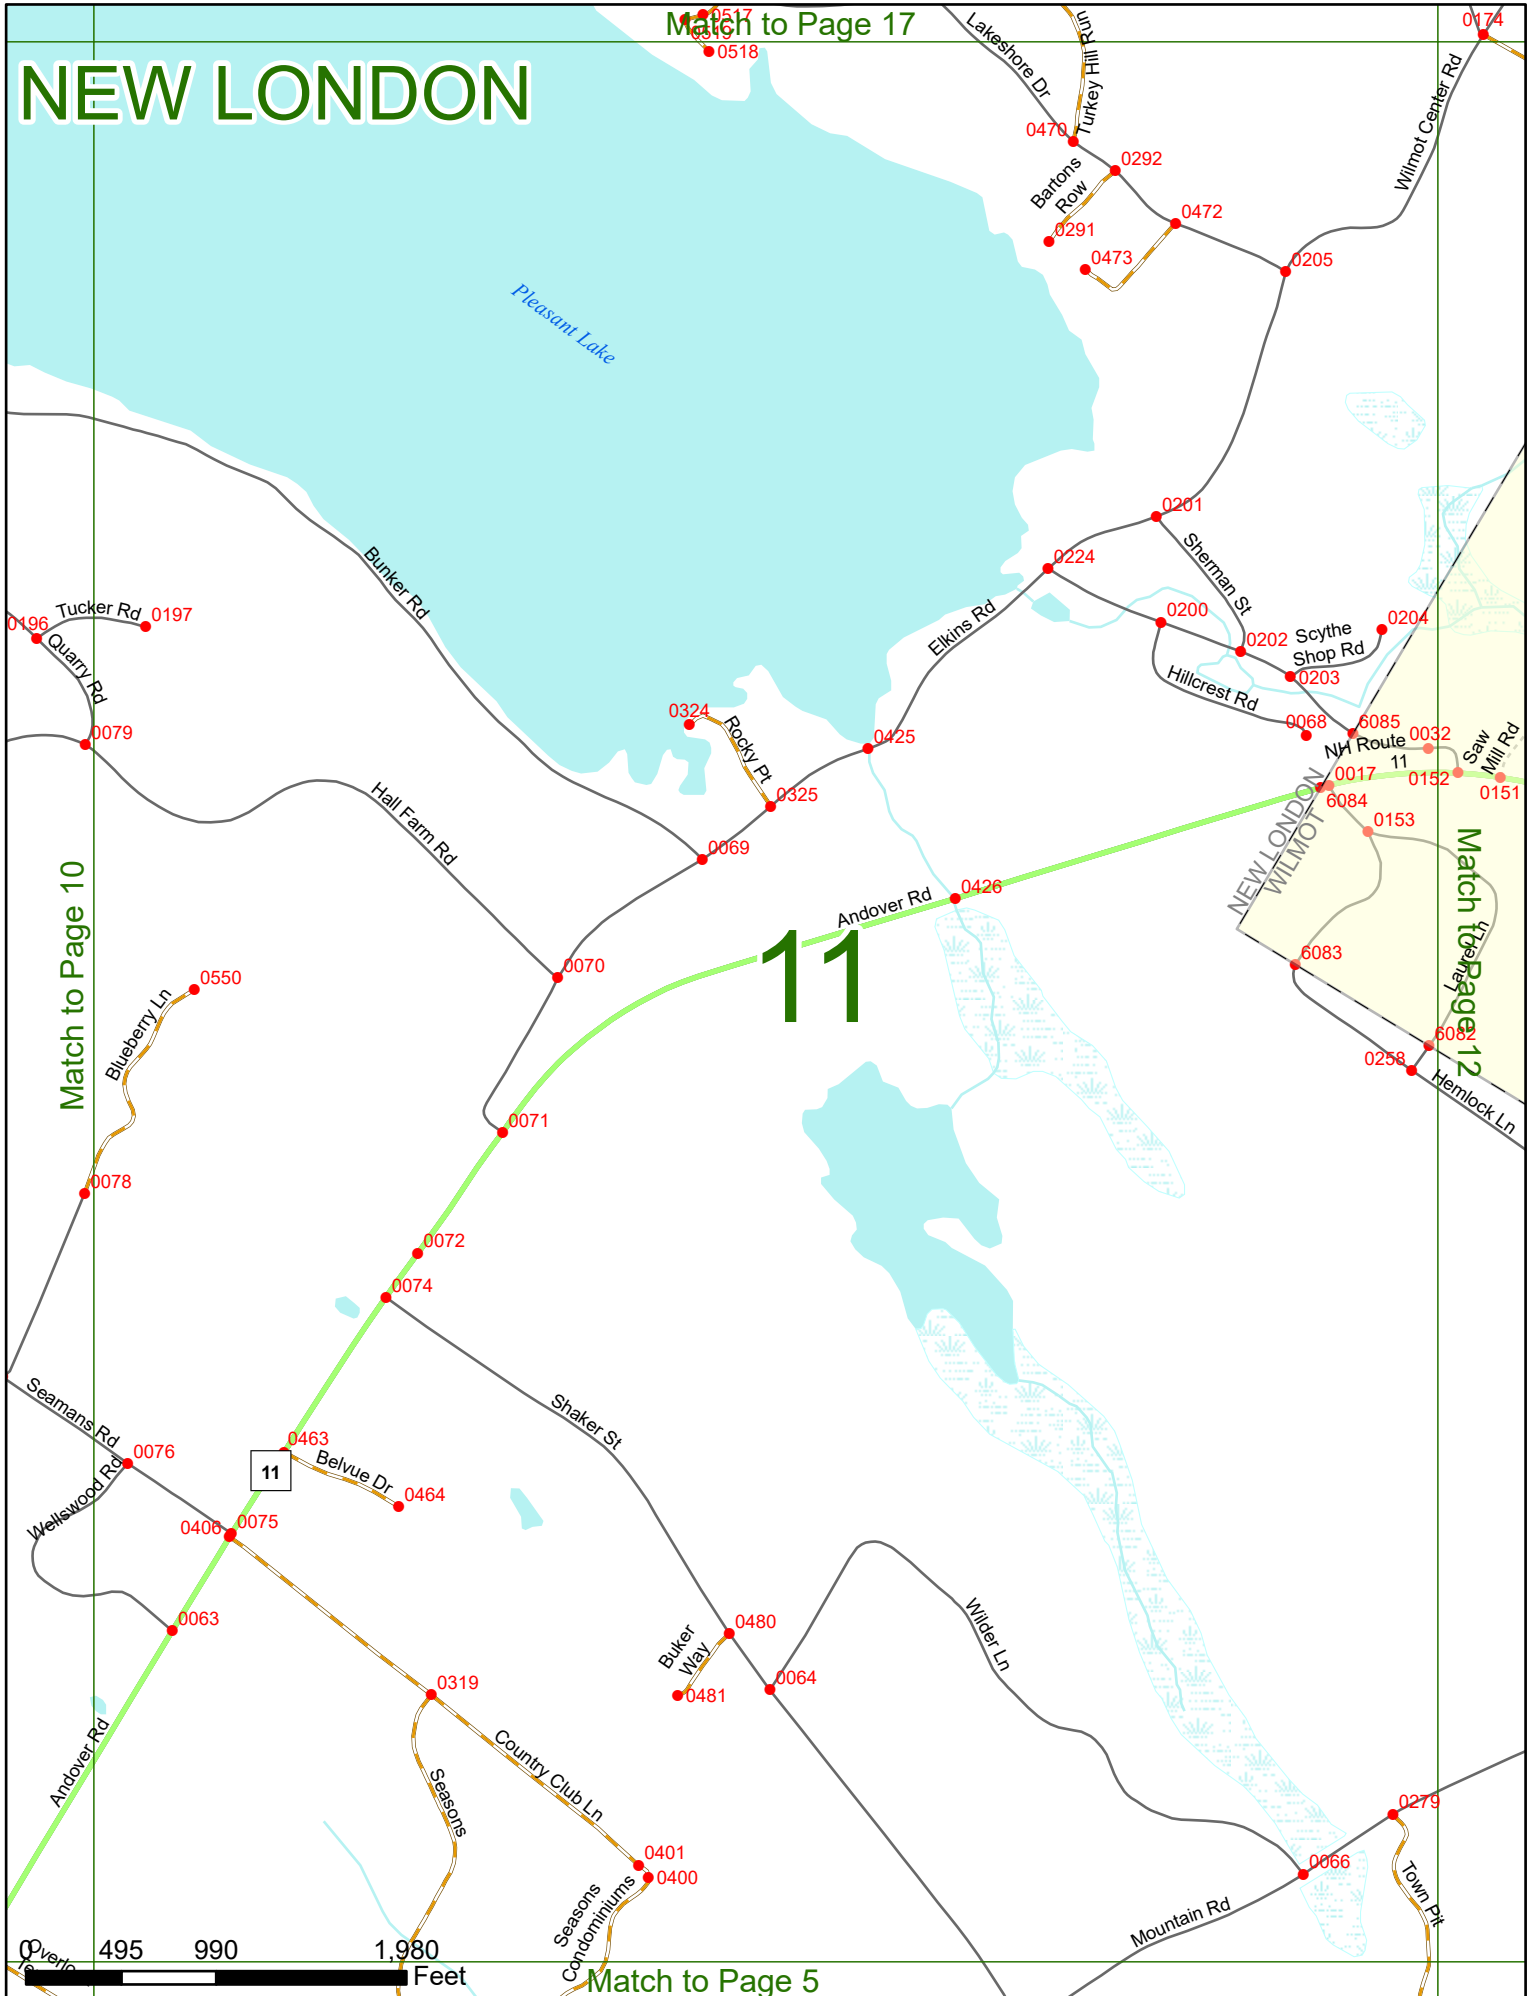 0517
Match to Page 17
0519
0518
0174
NEW LONDON
Lakeshore Dr
Turkey Hill Run
Wilmot Center Rd
0470
0292
Bartons
Row
0472
0291
0473
0205
Pleasant Lake
0201
Bunker Rd
Sherman St
0224
Tucker Rd
0197
0196
Quarry Rd
Elkins Rd
0200
0202
Scythe
Shop Rd
0204
0203
Hillcrest Rd
0068
0324
Rocky Pt
0079
0425
6085
0032
NH Route
11
Saw
Mill Rd
0017
0152
0151
6084
0325
0153
Hall Farm Rd
NEW LONDON
WILMOT
0069
Match to Page 10
Match to Page 12
0426
Andover Rd
11
Laurel Ln
6083
0070
0550
Blueberry Ln
6082
0258
Hemlock Ln
0071
0078
0072
0074
Seamans Rd
Shaker St
0463
0076
11
Belvue Dr
0464
Wellswood Rd
0406
0075
0063
0480
Buker
Way
0481
0064
Wilder Ln
0319
Andover Rd
Country Club Ln
Seasons
0279
0401
0400
0066
Seasons
Condominiums
Town Pit
Mountain Rd
0 495 990 1,980
Feet
Match to Page 5